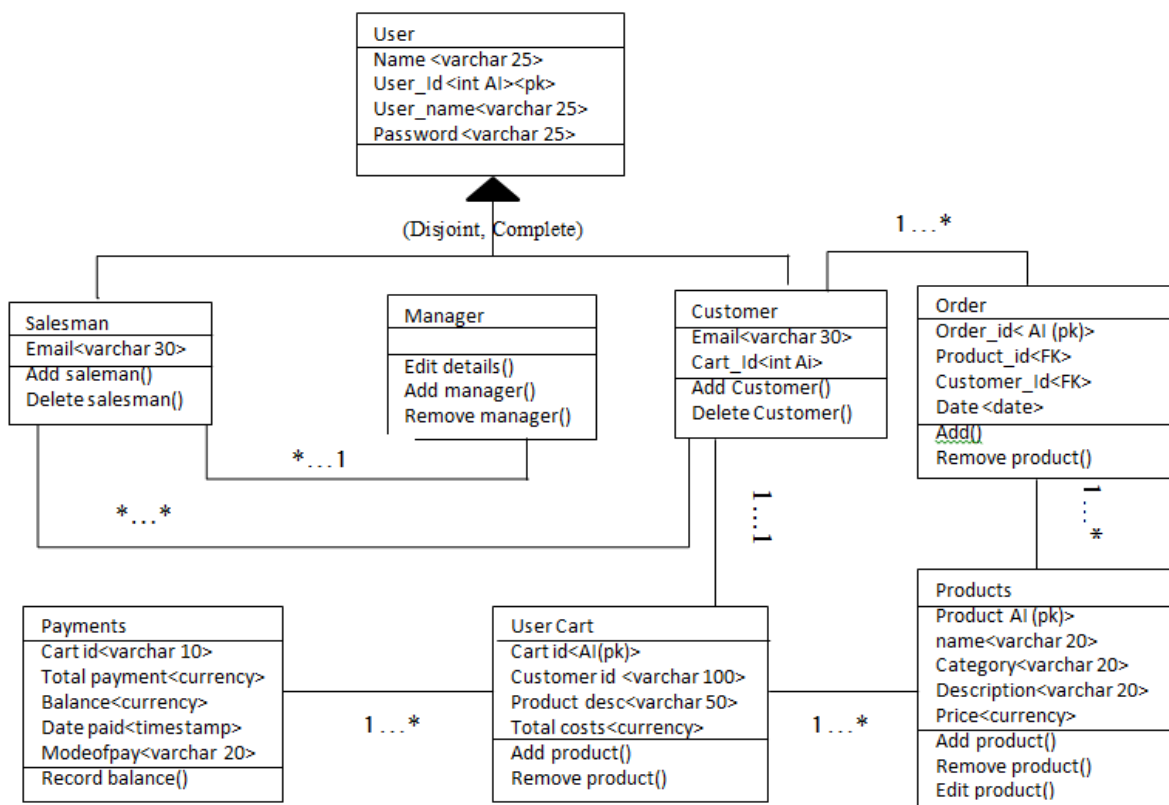 User
Name <varchar 25>
User_Id <int AI><pk>
User_name<varchar 25>
Password <varchar 25>
(Disjoint, Complete)
1...*
Salesman
Email<varchar 30>
Add saleman()
Delete salesman()
Manager
Edit details()
Add manager()
Remove manager()
Customer
Email<varchar 30>
Cart_Id<int Ai>
Add Customer()
Delete Customer()
Order
Order_id< AI (pk)>
Product_id<FK>
Customer_Id<FK>
Date <date>
Add()
Remove product()
*...1
*...*
1...1
1...*
Payments
Cart id<varchar 10>
Total payment<currency>
Balance<currency>
Date paid<timestamp>
Modeofpay<varchar 20>
Record balance()
1...*
User Cart
Cart id<AI(pk)>
Customer id <varchar 100>
Product desc<varchar 50>
Total costs<currency>
Add product()
Remove product()
1...*
Products
Product AI (pk)>
name<varchar 20>
Category<varchar 20>
Description<varchar 20>
Price<currency>
Add product()
Remove product()
Edit product()